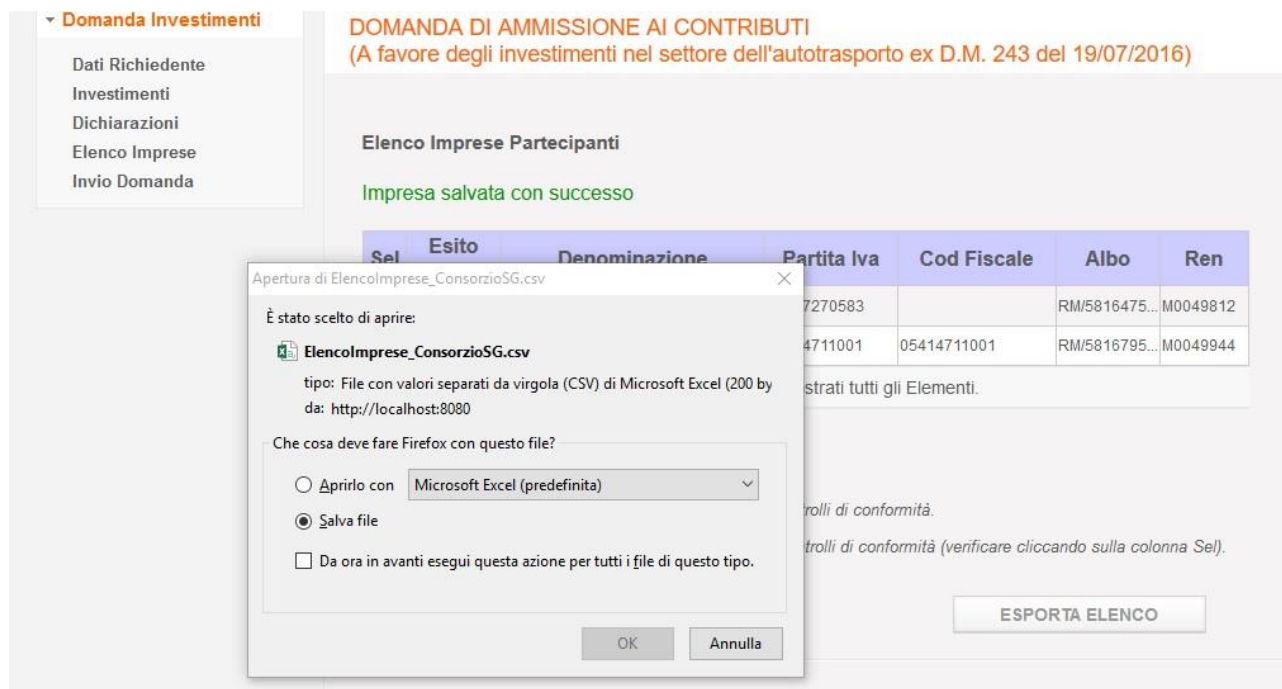 Domanda Investimenti
Dati Richiedente
Investimenti
Dichiarazioni
Elenco Imprese
Invio Domanda
DOMANDA DI AMMISSIONE AI CONTRIBUTI
(A favore degli investimenti nel settore dell'autotrasporto ex D.M. 243 del 19/07/2016)
Elenco Imprese Partecipanti
Impresa salvata con successo
Sel Esito Denominazione Partita Iva Cod Fiscale Albo Ren
7270583 RM/5816475... M0049812
4711001 05414711001 RM/5816795... M0049944
strati tutti gli Elementi.
trolli di conformità.
trolli di conformità (verificare cliccando sulla colonna Sel).
ESPORTA ELENCO
Apertura di ElencoImprese_ConsorzioSG.csv
È stato scelto di aprire:
ElencoImprese_ConsorzioSG.csv
tipo: File con valori separati da virgola (CSV) di Microsoft Excel (200 by
da: http://localhost:8080
Che cosa deve fare Firefox con questo file?
Aprirlo con Microsoft Excel (predefinita)
Salva file
Da ora in avanti esegui questa azione per tutti i file di questo tipo.
OK Annulla